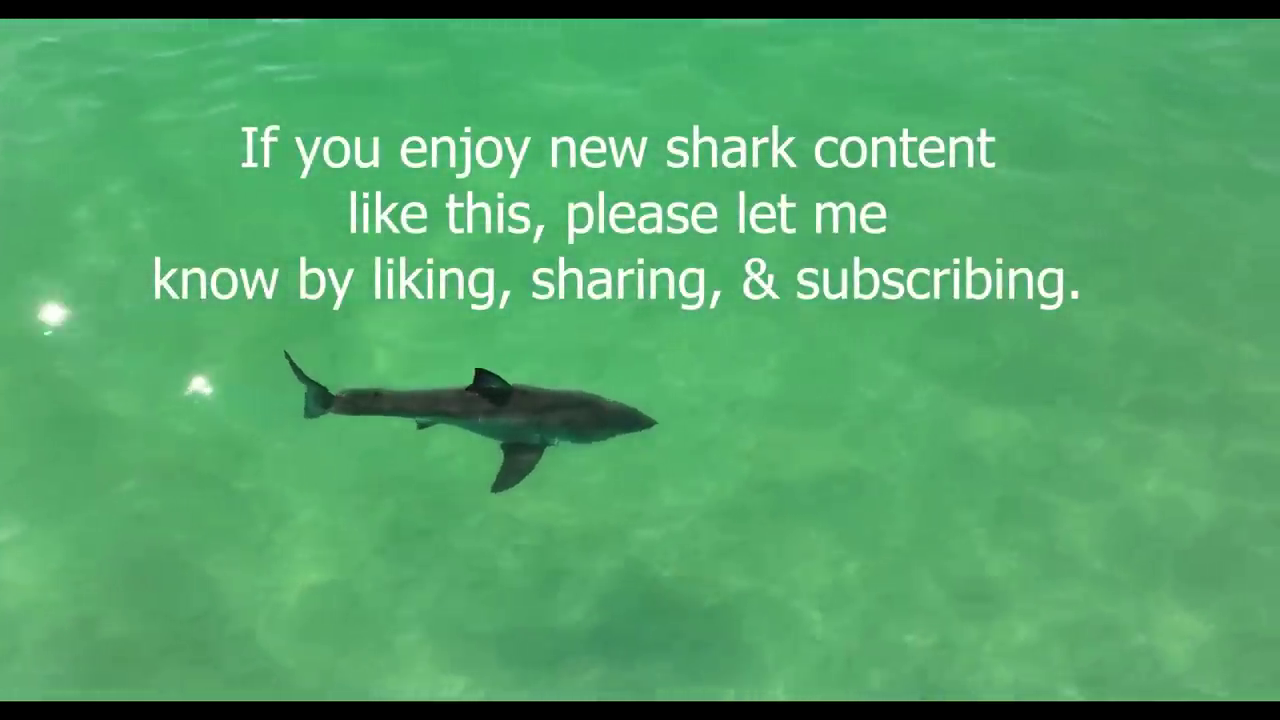 If you enjoy new shark content
like this, please let me
know by liking, sharing, & subscribing.